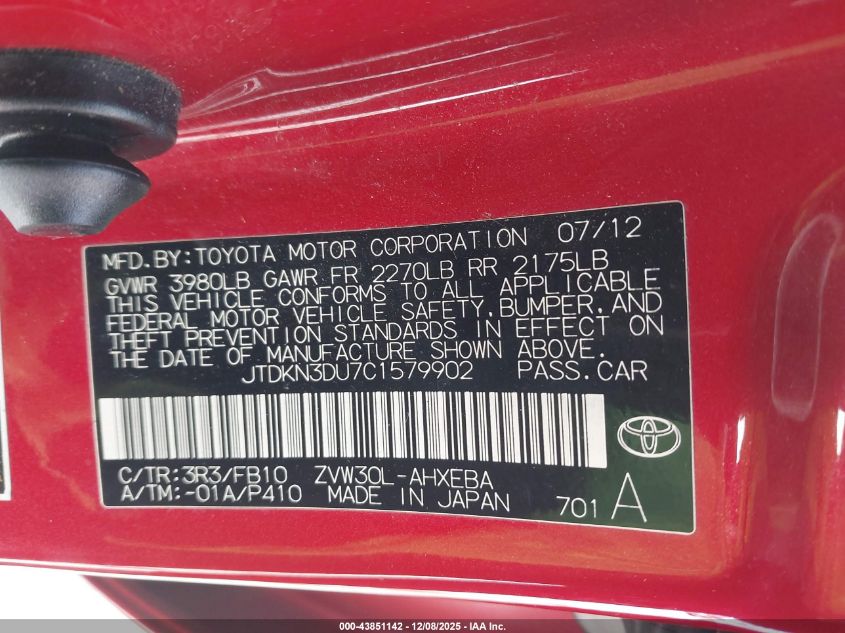 MFD.BY:TOYOTA MOTOR CORPORATION 07/12
GVWR 3980LB GAWR FR 2270LB RR 2175LB
THIS VEHICLE CONFORMS TO ALL APPLICABLE
FEDERAL MOTOR VEHICLE SAFETY,BUMPER,AND
THEFT PREVENTION STANDARDS IN EFFECT ON
THE DATE OF MANUFACTURE SHOWN ABOVE.
JTDKN3DU7C1579902 PASS.CAR
C/TR:3R3/FB10 ZVW30L-AHXEBA
A/TM:-01A/P410 MADE IN JAPAN 701 A
000-43851142 - 12/08/2025 - IAA Inc.